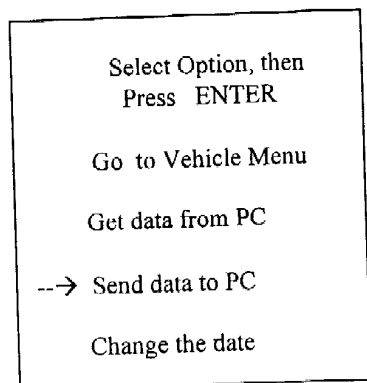 Select Option, then
Press ENTER
Go to Vehicle Menu
Get data from PC
--→ Send data to PC
Change the date